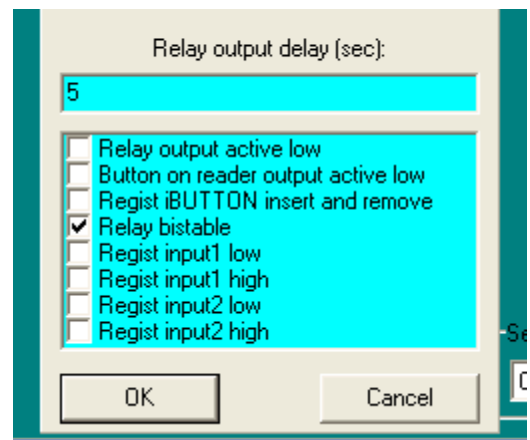 Relay output delay (sec):
5
Relay output active low
Button on reader output active low
Regist iBUTTON insert and remove
Relay bistable
Regist input1 low
Regist input1 high
Regist input2 low
Regist input2 high
OK
Cancel